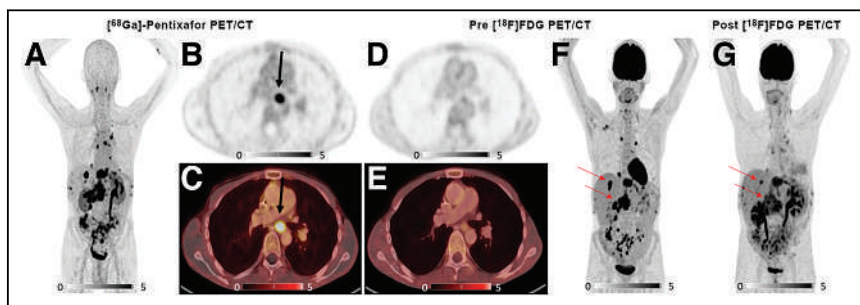 [⁶⁸Ga]-Pentixafor PET/CT Pre [¹⁸F]FDG PET/CT Post [¹⁸F]FDG PET/CT
A B D F G
0 5 0 5
C E
0 5 0 5 0 5 0 5 0 5